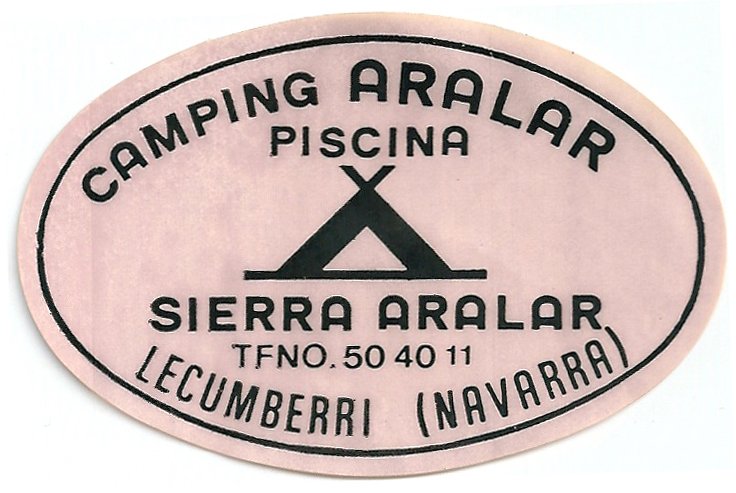 CAMPING ARALAR
PISCINA
SIERRA ARALAR
TFNO. 50 40 11
LECUMBERRI (NAVARRA)